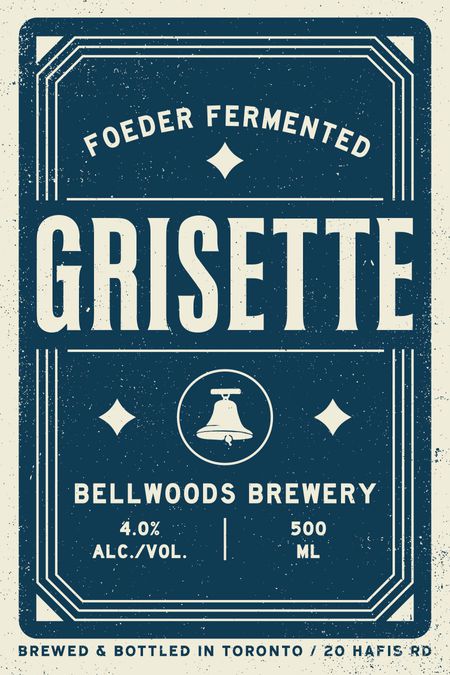 FOEDER FERMENTED
GRISETTE
BELLWOODS BREWERY
4.0%
ALC./VOL.
500
ML
BREWED & BOTTLED IN TORONTO / 20 HAFIS RD